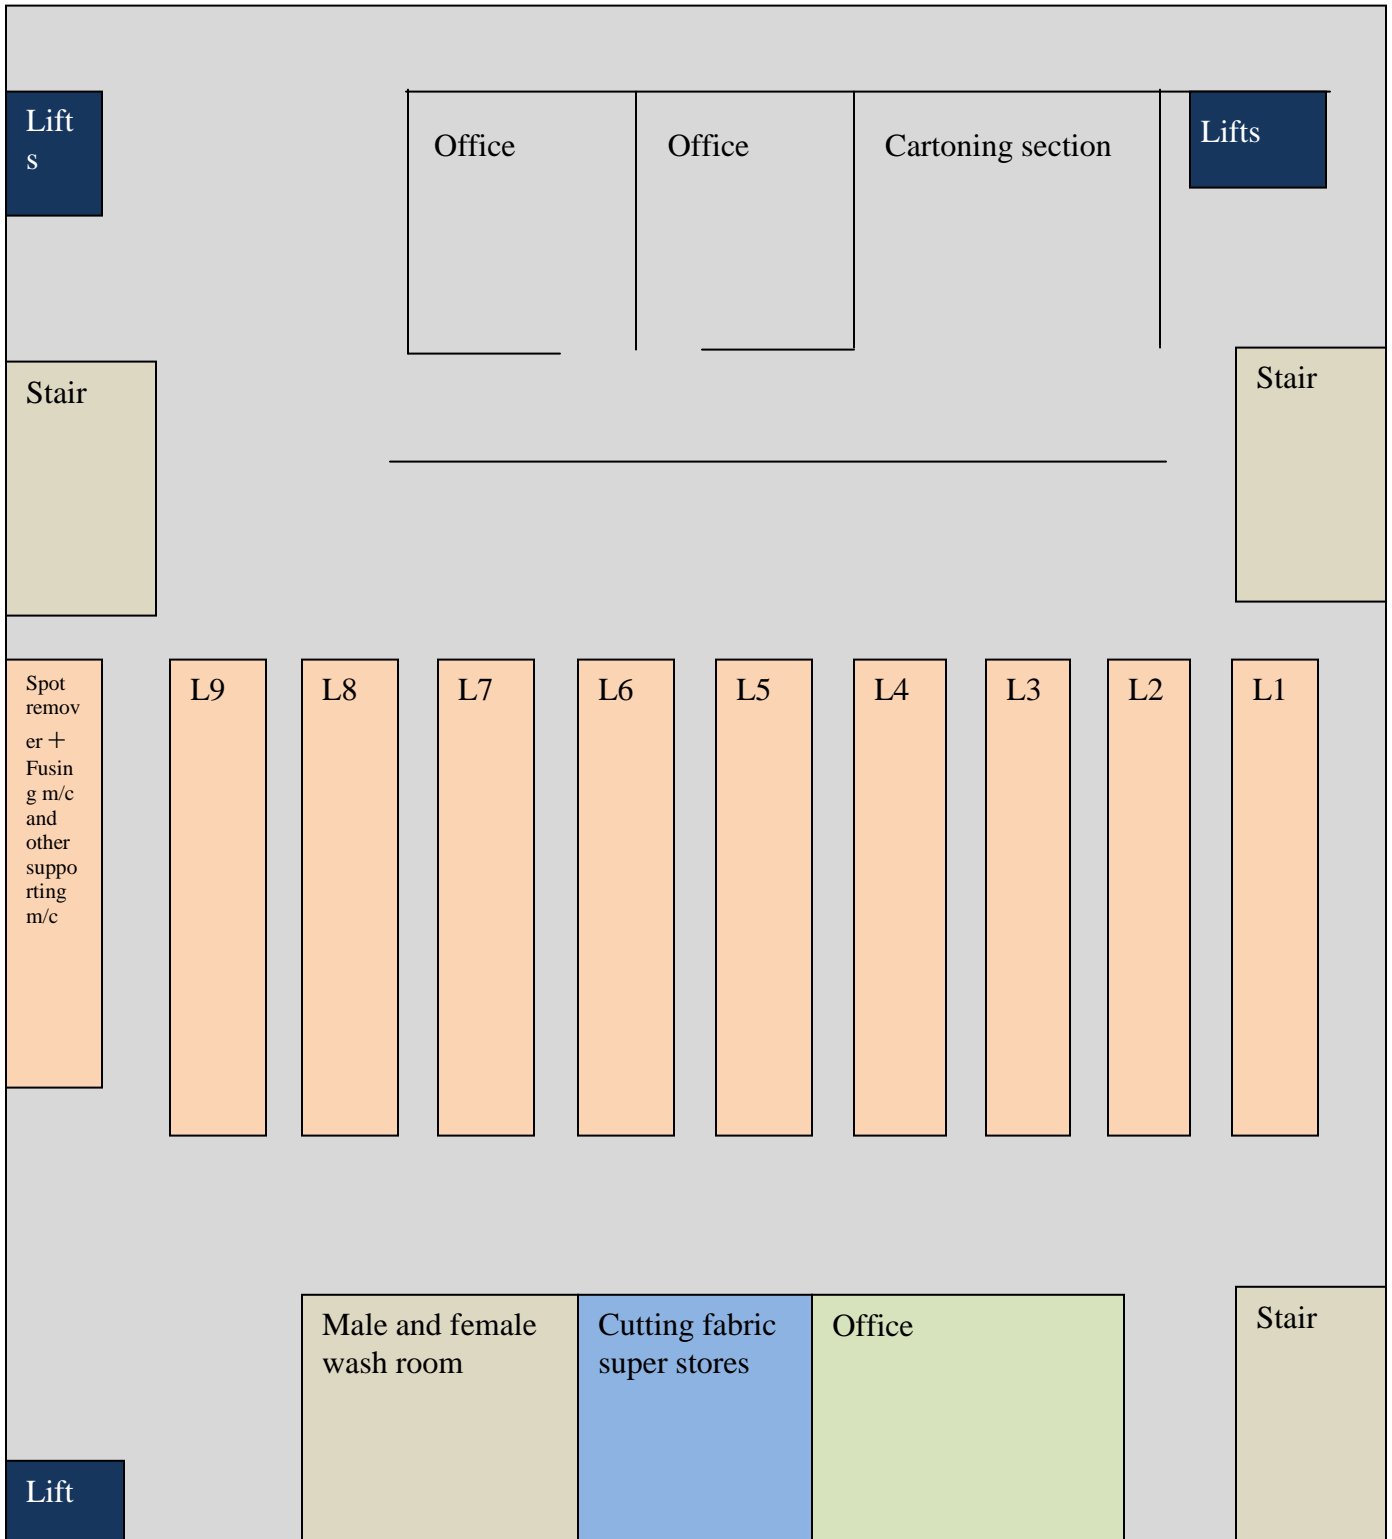 Lift
s
Office
Office
Cartoning section
Lifts
Stair
Stair
Spot
remov
er +
Fusin
g m/c
and
other
suppo
rting
m/c
L9
L8
L7
L6
L5
L4
L3
L2
L1
Male and female
wash room
Cutting fabric
super stores
Office
Stair
Lift